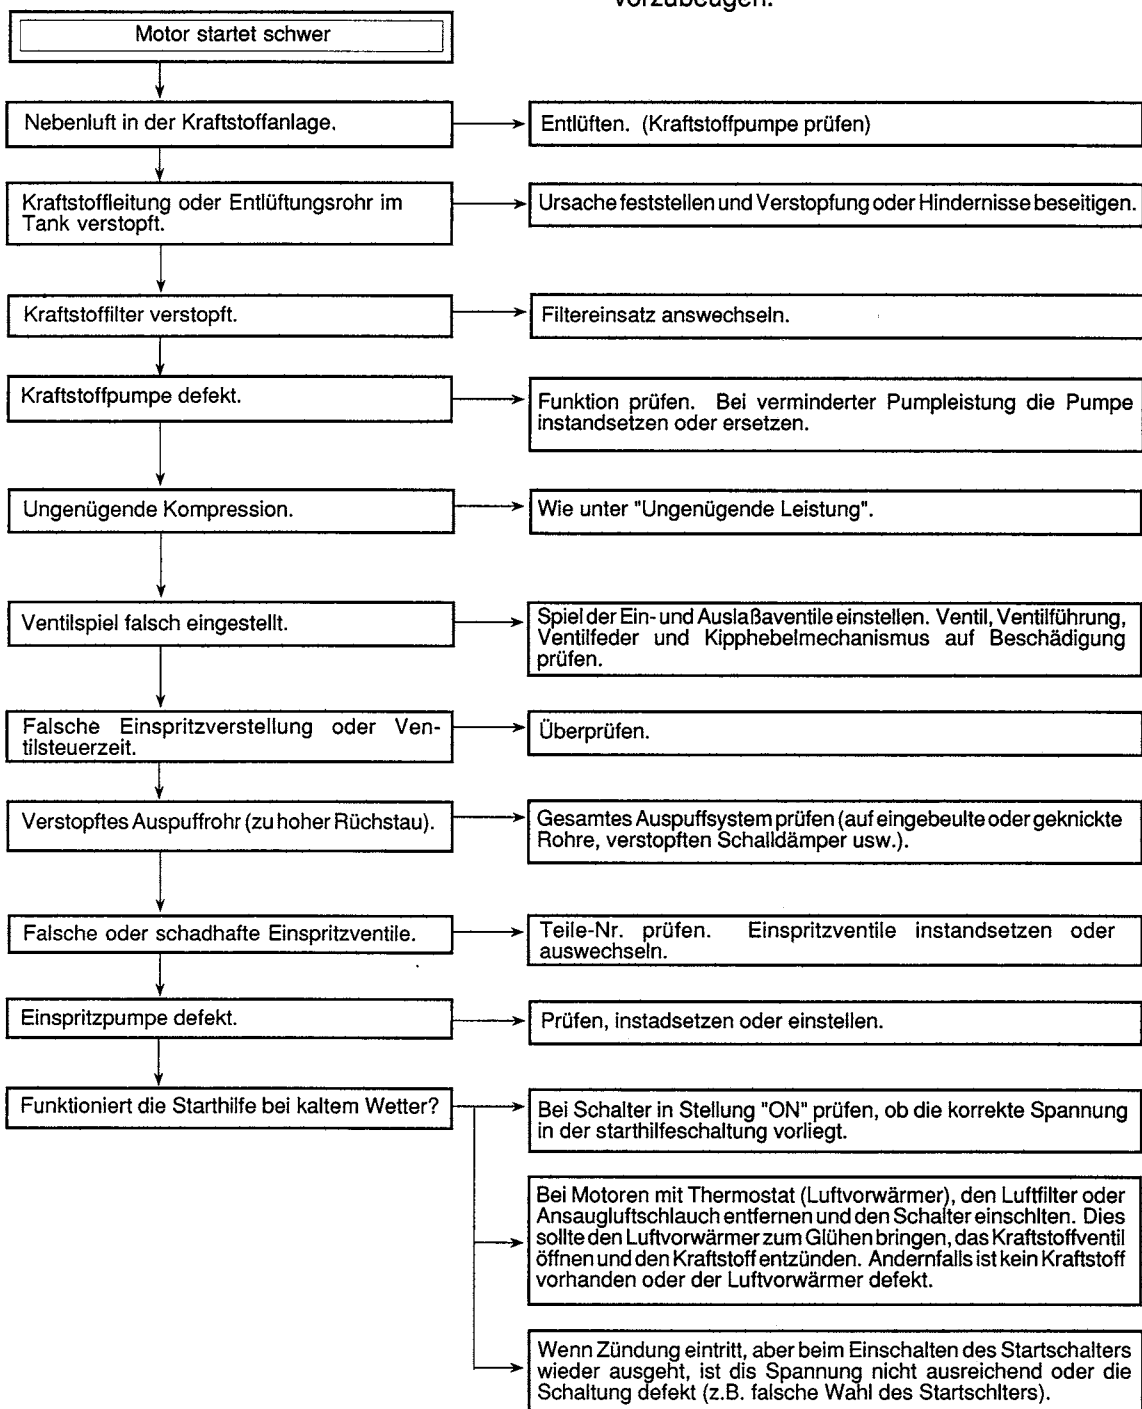 vorzubeugen.
Motor startet schwer
Nebenluft in der Kraftstoffanlage.
Entlüften. (Kraftstoffpumpe prüfen)
Kraftstoffleitung oder Entlüftungsrohr im
Tank verstopft.
Ursache feststellen und Verstopfung oder Hindernisse beseitigen.
Kraftstoffilter verstopft.
Filtereinsatz answechseln.
Kraftstoffpumpe defekt.
Funktion prüfen. Bei verminderter Pumpleistung die Pumpe
instandsetzen oder ersetzen.
Ungenügende Kompression.
Wie unter "Ungenügende Leistung".
Ventilspiel falsch eingestellt.
Spiel der Ein- und Auslaßaventile einstellen. Ventil, Ventilführung,
Ventilfeder und Kipphebelmechanismus auf Beschädigung
prüfen.
Falsche Einspritzverstellung oder Ven-
tilsteuerzeit.
Überprüfen.
Verstopftes Auspuffrohr (zu hoher Rüchstau).
Gesamtes Auspuffsystem prüfen (auf eingebeulte oder geknickte
Rohre, verstopften Schalldämper usw.).
Falsche oder schadhafte Einspritzventile.
Teile-Nr. prüfen. Einspritzventile instandsetzen oder
auswechseln.
Einspritzpumpe defekt.
Prüfen, instadsetzen oder einstellen.
Funktioniert die Starthilfe bei kaltem Wetter?
Bei Schalter in Stellung "ON" prüfen, ob die korrekte Spannung
in der starthilfeschaltung vorliegt.
Bei Motoren mit Thermostat (Luftvorwärmer), den Luftfilter oder
Ansaugluftschlauch entfernen und den Schalter einschlten. Dies
sollte den Luftvorwärmer zum Glühen bringen, das Kraftstoffventil
öffnen und den Kraftstoff entzünden. Andernfalls ist kein Kraftstoff
vorhanden oder der Luftvorwärmer defekt.
Wenn Zündung eintritt, aber beim Einschalten des Startschalters
wieder ausgeht, ist dis Spannung nicht ausreichend oder die
Schaltung defekt (z.B. falsche Wahl des Startschlters).